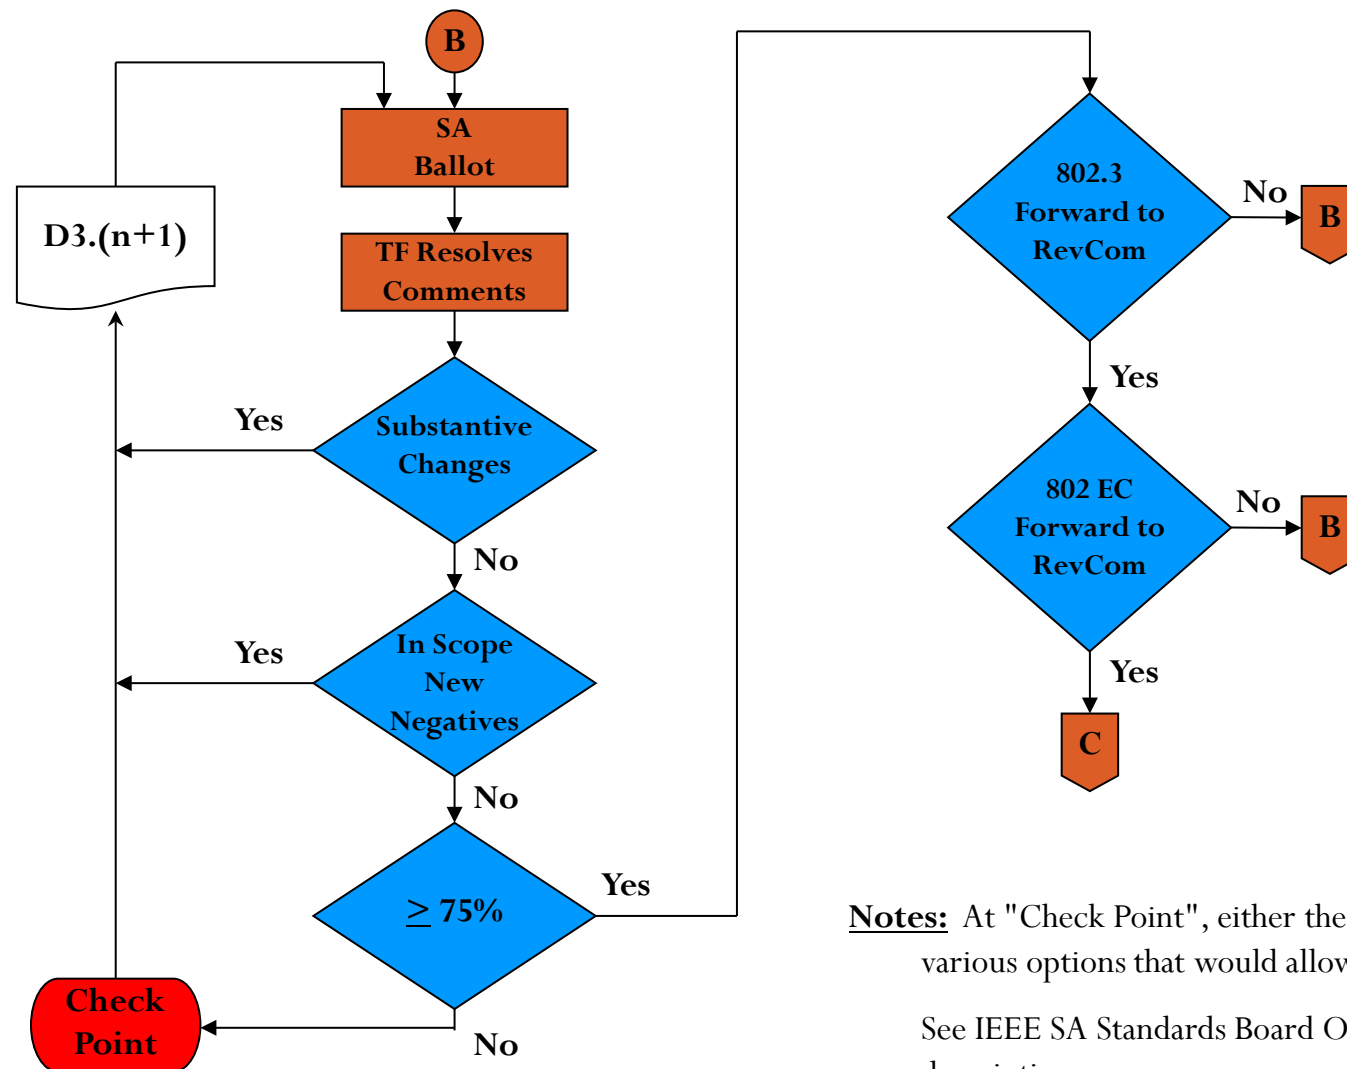 B
SA
Ballot
D3.(n+1)
TF Resolves
Comments
Substantive
Changes
Yes
No
In Scope
New
Negatives
Yes
No
≥ 75%
Yes
No
Check
Point
802.3
Forward to
RevCom
No
B
Yes
802 EC
Forward to
RevCom
No
B
Yes
C
Notes: At "Check Point", either the
various options that would allow
See IEEE SA Standards Board O